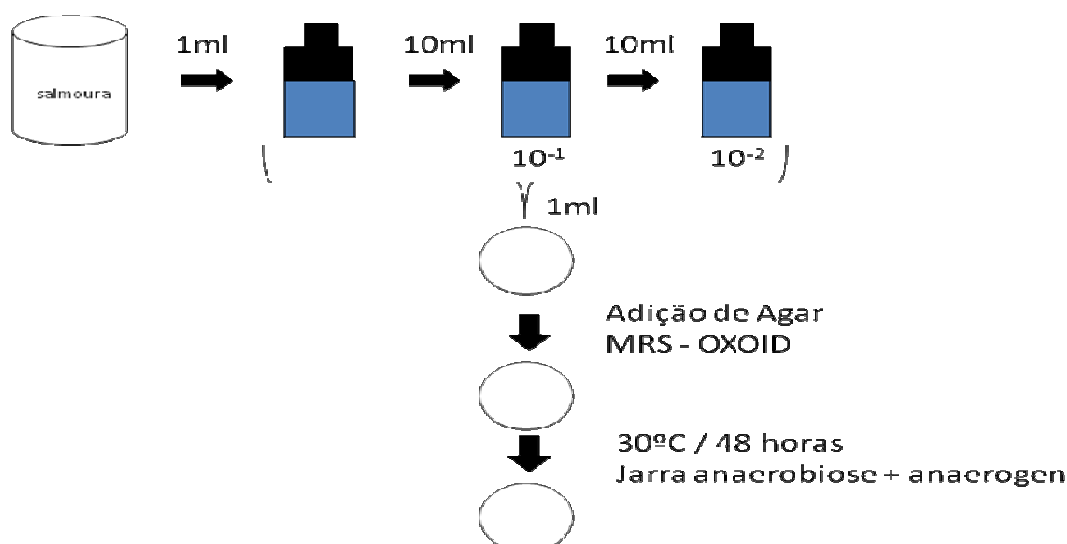 salmoura
1ml
10ml
10ml
10⁻¹
10⁻²
1ml
Adição de Agar
MRS - OXOID
30ºC / 48 horas
Jarra anaerobiose + anaerogen